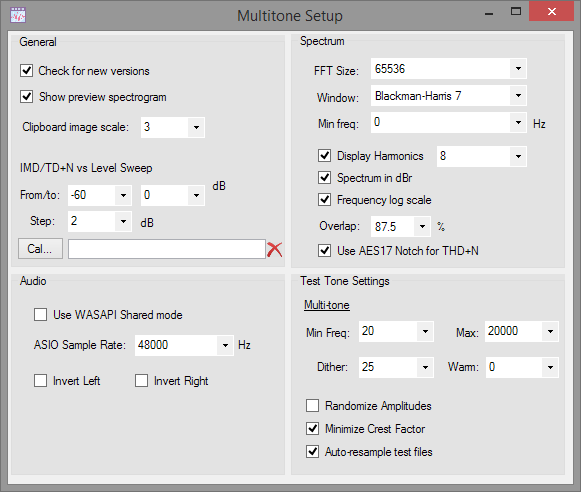 Multitone Setup
General
Check for new versions
Show preview spectrogram
Clipboard image scale: 3
IMD/TD+N vs Level Sweep
From/to: -60 0 dB
Step: 2 dB
Cal...
Spectrum
FFT Size: 65536
Window: Blackman-Harris 7
Min freq: 0 Hz
Display Harmonics 8
Spectrum in dBr
Frequency log scale
Overlap: 87.5 %
Use AES17 Notch for THD+N
Audio
Use WASAPI Shared mode
ASIO Sample Rate: 48000 Hz
Invert Left Invert Right
Test Tone Settings
Multi-tone
Min Freq: 20 Max: 20000
Dither: 25 Warm: 0
Randomize Amplitudes
Minimize Crest Factor
Auto-resample test files